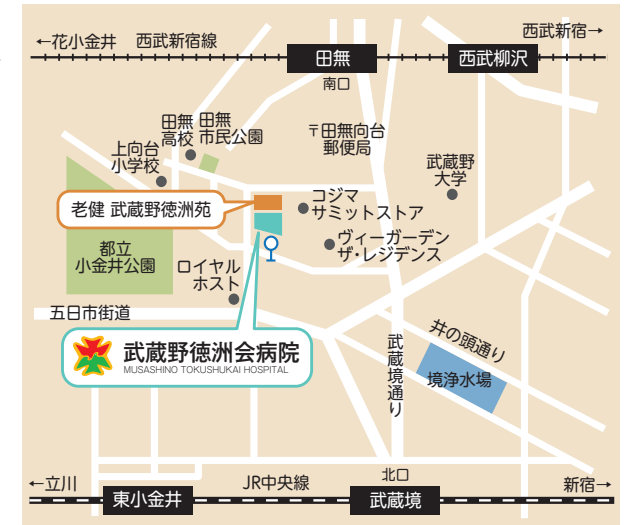 西武新宿→
←花小金井 西武新宿線
田無
西武柳沢
南口
田無
高校
田無
市民公園
〒田無向台
郵便局
上向台
小学校
武蔵野
大学
老健 武蔵野徳洲苑
コジマ
サミットストア
ヴィーガーデン
ザ・レジデンス
都立
小金井公園
ロイヤル
ホスト
五日市街道
武蔵野徳洲会病院
MUSASHINO TOKUSHUKAI HOSPITAL
武蔵境通り
井の頭通り
境浄水場
←立川
JR中央線
北口
新宿→
東小金井
武蔵境